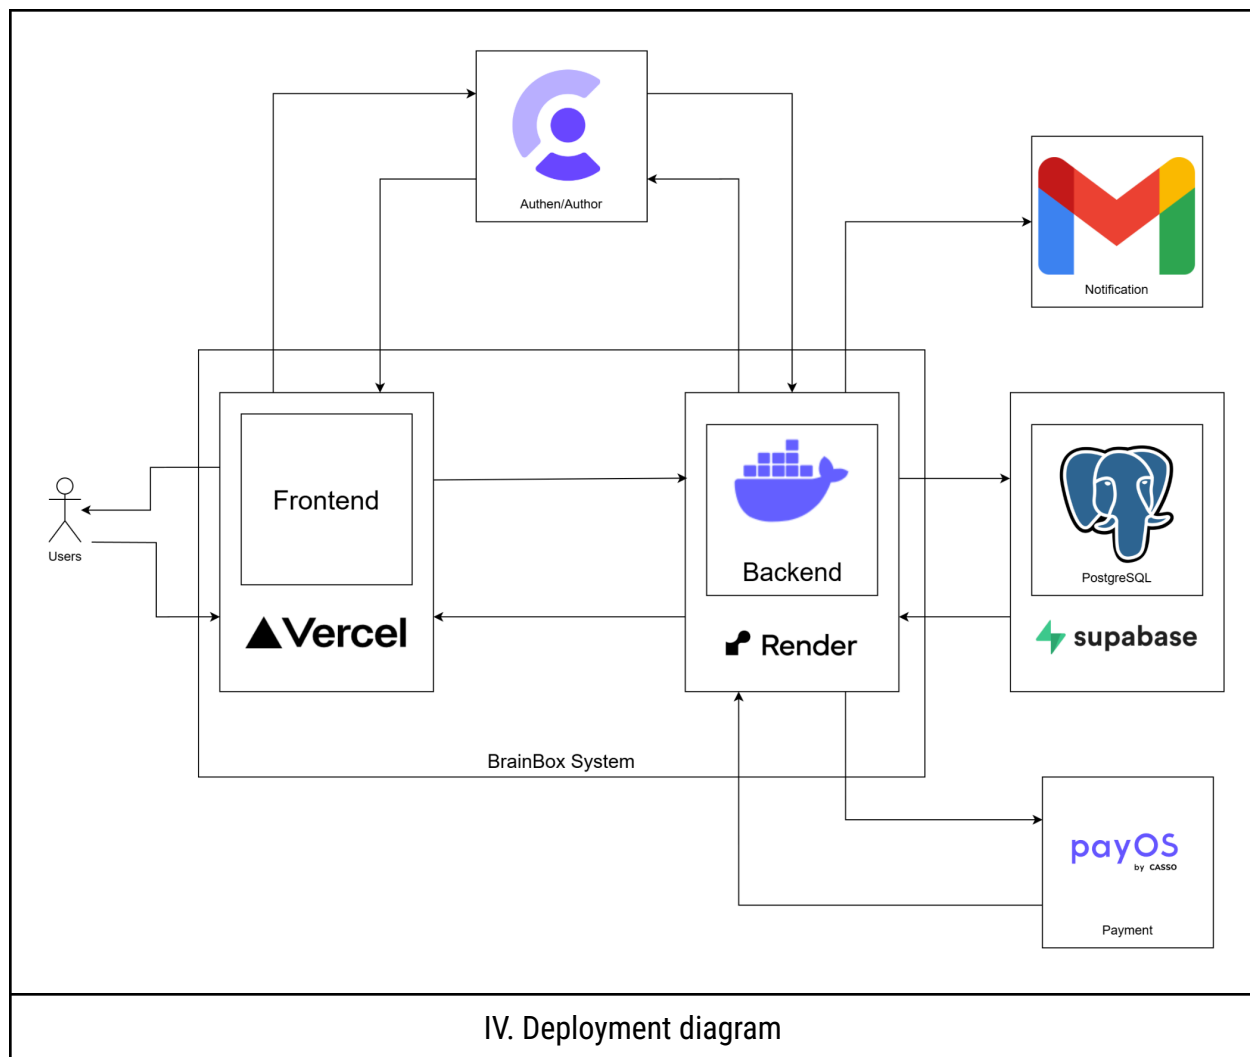 Authen/Author
Notification
Frontend
Users
Vercel
Backend
Render
PostgreSQL
supabase
BrainBox System
payOS
by CASSO
Payment
IV. Deployment diagram